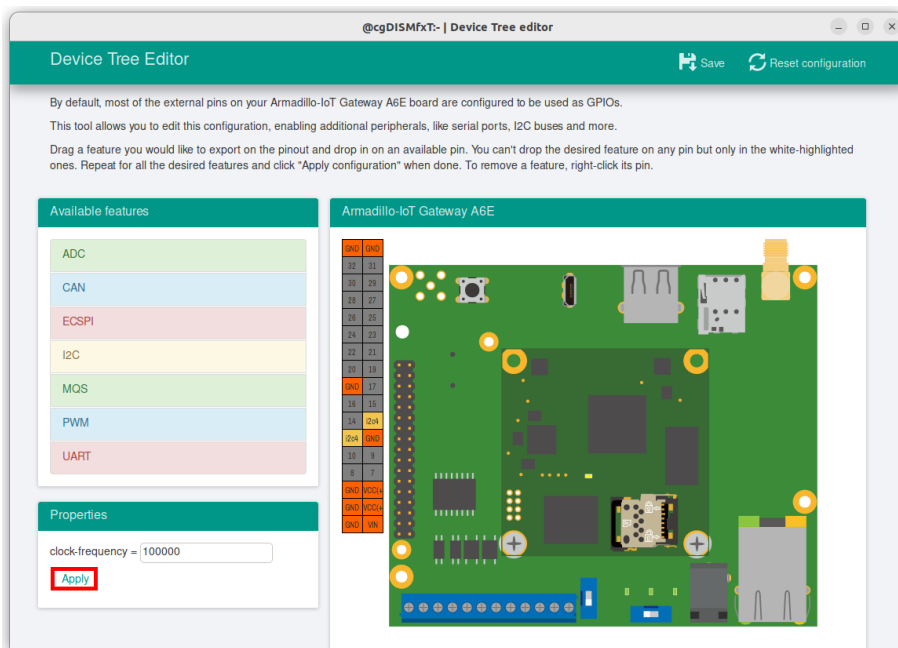 @cgDISMfxT:- | Device Tree editor
Device Tree Editor
Save
Reset configuration
By default, most of the external pins on your Armadillo-IoT Gateway A6E board are configured to be used as GPIOs.
This tool allows you to edit this configuration, enabling additional peripherals, like serial ports, I2C buses and more.
Drag a feature you would like to export on the pinout and drop in on an available pin. You can't drop the desired feature on any pin but only in the white-highlighted
ones. Repeat for all the desired features and click "Apply configuration" when done. To remove a feature, right-click its pin.
Available features
ADC
CAN
ECSPI
I2C
MQS
PWM
UART
Properties
clock-frequency = 100000
Apply
Armadillo-IoT Gateway A6E
GND GND
32 31
30 29
28 27
26 25
24 23
22 21
20 19
GND 17
16 15
14 i2c4
i2c4 GND
10 9
8 7
GND VCC(+
GND VCC(+
GND VIN